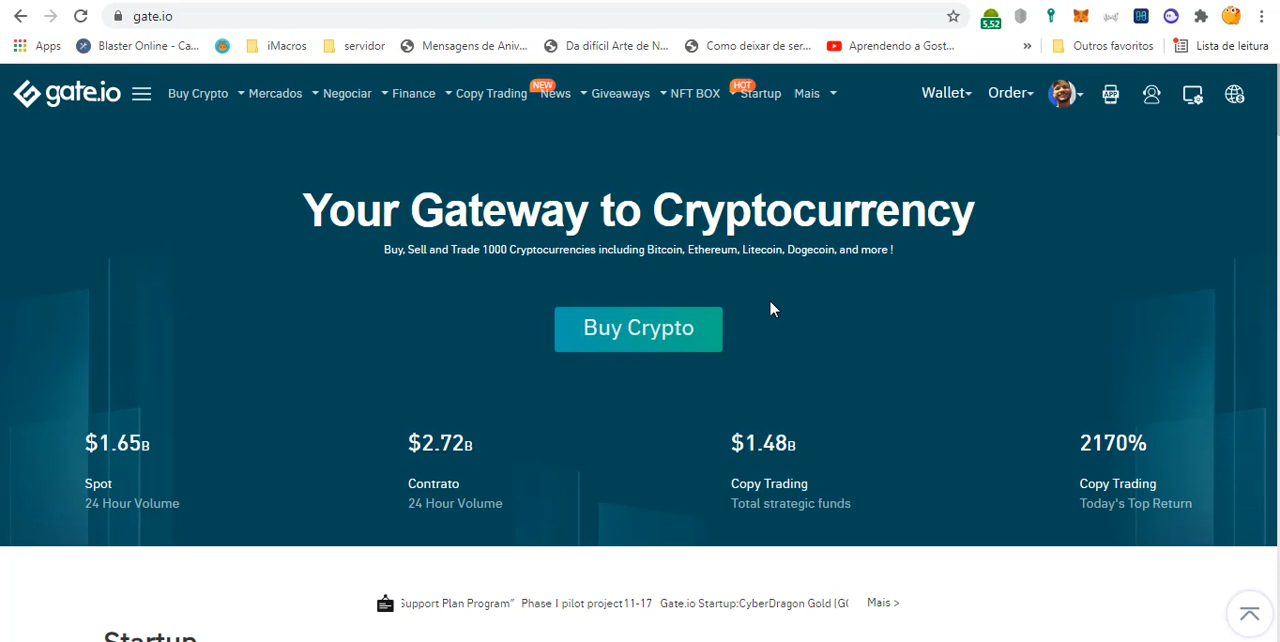 gate.io
5,52
Apps Blaster Online - Ca... iMacros servidor Mensagens de Aniv... Da difícil Arte de N... Como deixar de ser... Aprendendo a Gost... » Outros favoritos Lista de leitura
gate.io Buy Crypto Mercados Negociar Finance Copy Trading NEW News Giveaways NFT BOX HOT Startup Mais Wallet Order APP
Your Gateway to Cryptocurrency
Buy, Sell and Trade 1000 Cryptocurrencies including Bitcoin, Ethereum, Litecoin, Dogecoin, and more !
Buy Crypto
$1.65B $2.72B $1.48B 2170%
Spot Contrato Copy Trading Copy Trading
24 Hour Volume 24 Hour Volume Total strategic funds Today's Top Return
Support Plan Program” Phase I pilot project 11-17 Gate.io Startup:CyberDragon Gold (GO Mais >
Startup